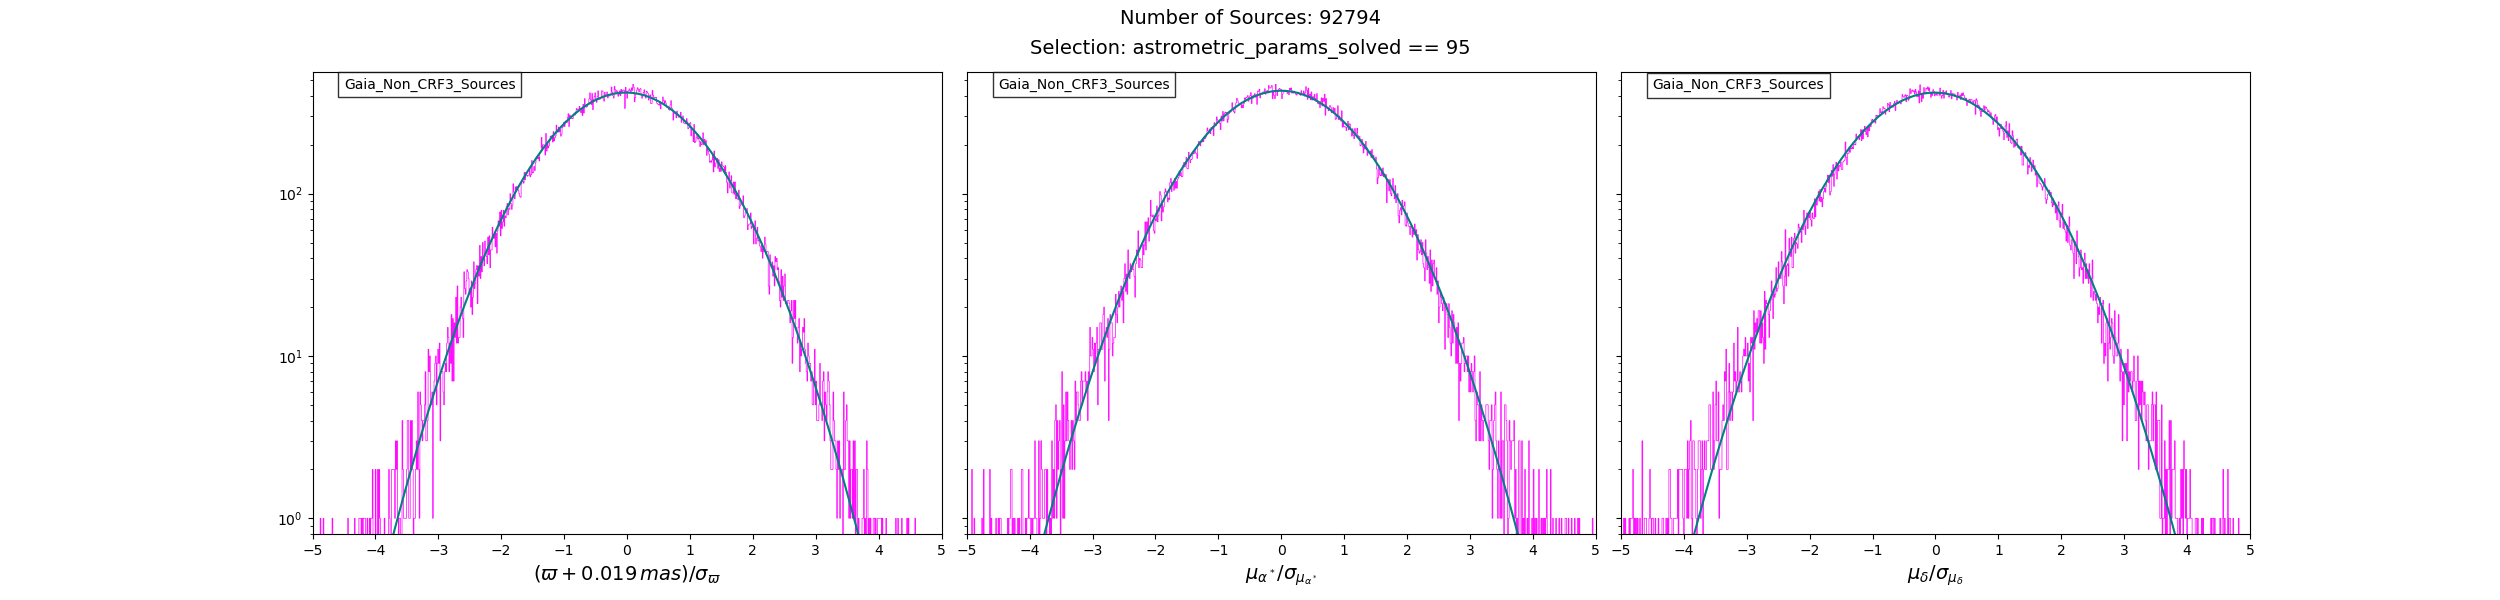 Number of Sources: 92794
Selection: astrometric_params_solved == 95
Gaia_Non_CRF3_Sources Gaia_Non_CRF3_Sources Gaia_Non_CRF3_Sources
10²
10¹
10⁰
−5 −4 −3 −2 −1 0 1 2 3 4 5 −5 −4 −3 −2 −1 0 1 2 3 4 5 −5 −4 −3 −2 −1 0 1 2 3 4 5
(ϖ + 0.019 mas)/σ_ϖ μ_α*/σ_μ_α* μ_δ/σ_μ_δ